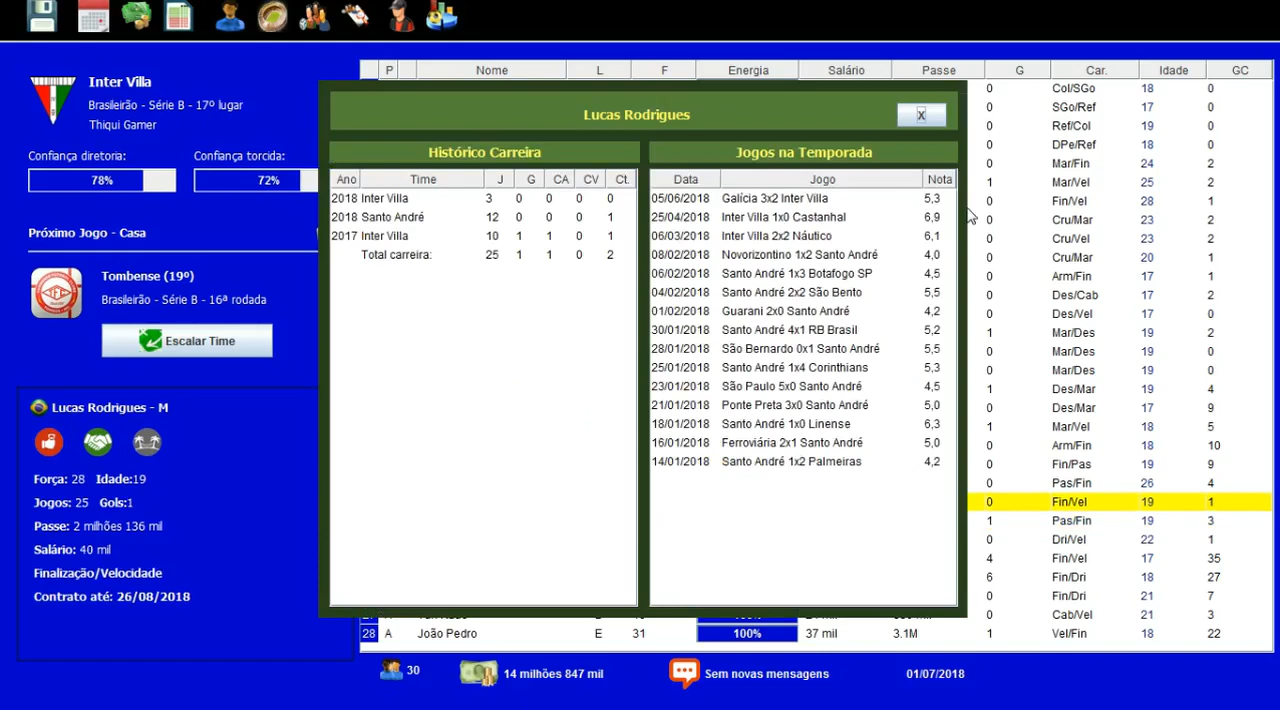 Inter Villa
Brasileirão - Série B - 17º lugar
Thiqui Gamer
Confiança diretoria:
Confiança torcida:
78%
72%
Próximo Jogo - Casa
Tombense (19º)
Brasileirão - Série B - 16ª rodada
Escalar Time
Lucas Rodrigues - M
Força: 28 Idade:19
Jogos: 25 Gols:1
Passe: 2 milhões 136 mil
Salário: 40 mil
Finalização/Velocidade
Contrato até: 26/08/2018
P Nome L F Energia Salário Passe G Car. Idade GC
Lucas Rodrigues X
Histórico Carreira
Ano Time J G CA CV Ct.
2018 Inter Villa 3 0 0 0 0
2018 Santo André 12 0 0 0 1
2017 Inter Villa 10 1 1 0 1
Total carreira: 25 1 1 0 2
Jogos na Temporada
Data Jogo Nota
05/06/2018 Galícia 3x2 Inter Villa 5,3
25/04/2018 Inter Villa 1x0 Castanhal 6,9
06/03/2018 Inter Villa 2x2 Náutico 6,1
08/02/2018 Novorizontino 1x2 Santo André 4,0
06/02/2018 Santo André 1x3 Botafogo SP 4,5
04/02/2018 Santo André 2x2 São Bento 5,5
01/02/2018 Guarani 2x0 Santo André 4,2
30/01/2018 Santo André 4x1 RB Brasil 5,2
28/01/2018 São Bernardo 0x1 Santo André 5,5
25/01/2018 Santo André 1x4 Corinthians 5,3
23/01/2018 São Paulo 5x0 Santo André 4,5
21/01/2018 Ponte Preta 3x0 Santo André 5,0
18/01/2018 Santo André 1x0 Linense 6,3
16/01/2018 Ferroviária 2x1 Santo André 5,0
14/01/2018 Santo André 1x2 Palmeiras 4,2
0 Col/SGo 18 0
0 SGo/Ref 17 0
0 Ref/Col 19 0
0 DPe/Ref 18 0
0 Mar/Fin 24 2
1 Mar/Vel 25 2
0 Fin/Vel 28 1
0 Cru/Mar 23 2
0 Cru/Vel 23 2
0 Cru/Mar 20 1
0 Arm/Fin 17 1
0 Des/Cab 17 2
0 Des/Vel 17 0
1 Mar/Des 19 2
0 Mar/Des 19 0
0 Mar/Des 19 0
1 Des/Mar 19 4
0 Des/Mar 17 9
1 Mar/Vel 18 5
0 Arm/Fin 18 10
0 Fin/Pas 19 9
0 Pas/Fin 26 4
0 Fin/Vel 19 1
1 Pas/Fin 19 3
0 Dri/Vel 22 1
4 Fin/Vel 17 35
6 Fin/Dri 18 27
0 Fin/Dri 21 7
0 Cab/Vel 21 3
28 A João Pedro E 31 100% 37 mil 3.1M 1 Vel/Fin 18 22
30
14 milhões 847 mil
Sem novas mensagens
01/07/2018